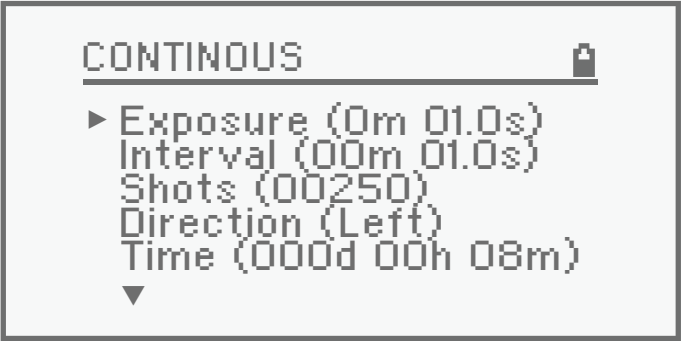 CONTINOUS
Exposure (0m 01.0s)
Interval (00m 01.0s)
Shots (00250)
Direction (Left)
Time (000d 00h 08m)